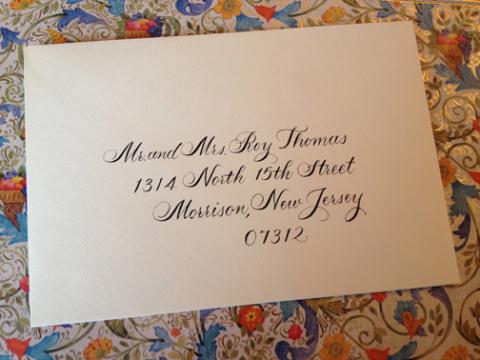 Mr. and Mrs. Roy Thomas
1314 North 15th Street
Morrison, New Jersey
07312